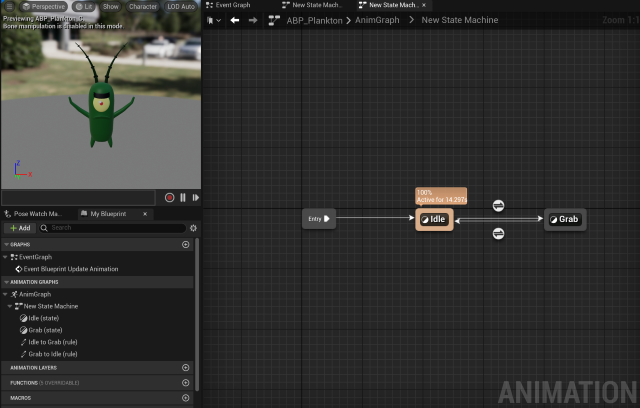 Perspective
Lit
Show
Character
LOD Auto
Previewing ABP_Plankton_
Bone manipulation is disabled in this mode.
Z
X
Event Graph
New State Mach...
New State Mach...
ABP_Plankton > AnimGraph > New State Machine
Zoom 1:1
100%
Active for 14.297s
Entry
Idle
Grab
Pose Watch Ma...
My Blueprint
Add
Search
GRAPHS
EventGraph
Event Blueprint Update Animation
ANIMATION GRAPHS
AnimGraph
New State Machine
Idle (state)
Grab (state)
Idle to Grab (rule)
Grab to Idle (rule)
ANIMATION LAYERS
FUNCTIONS (5 OVERRIDABLE)
MACROS
ANIMATION